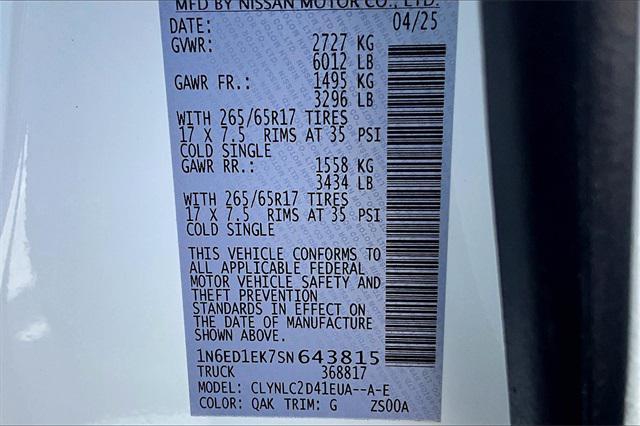 MFD BY NISSAN MOTOR CO., LTD.
DATE: 04/25
GVWR: 2727 KG
6012 LB
GAWR FR.: 1495 KG
3296 LB
WITH 265/65R17 TIRES
17 X 7.5 RIMS AT 35 PSI
COLD SINGLE
GAWR RR.: 1558 KG
3434 LB
WITH 265/65R17 TIRES
17 X 7.5 RIMS AT 35 PSI
COLD SINGLE
THIS VEHICLE CONFORMS TO
ALL APPLICABLE FEDERAL
MOTOR VEHICLE SAFETY AND
THEFT PREVENTION
STANDARDS IN EFFECT ON
THE DATE OF MANUFACTURE
SHOWN ABOVE.
1N6ED1EK7SN643815
TRUCK 368817
MODEL: CLYNLC2D41EUA--A-E
COLOR: QAK TRIM: G ZS00A